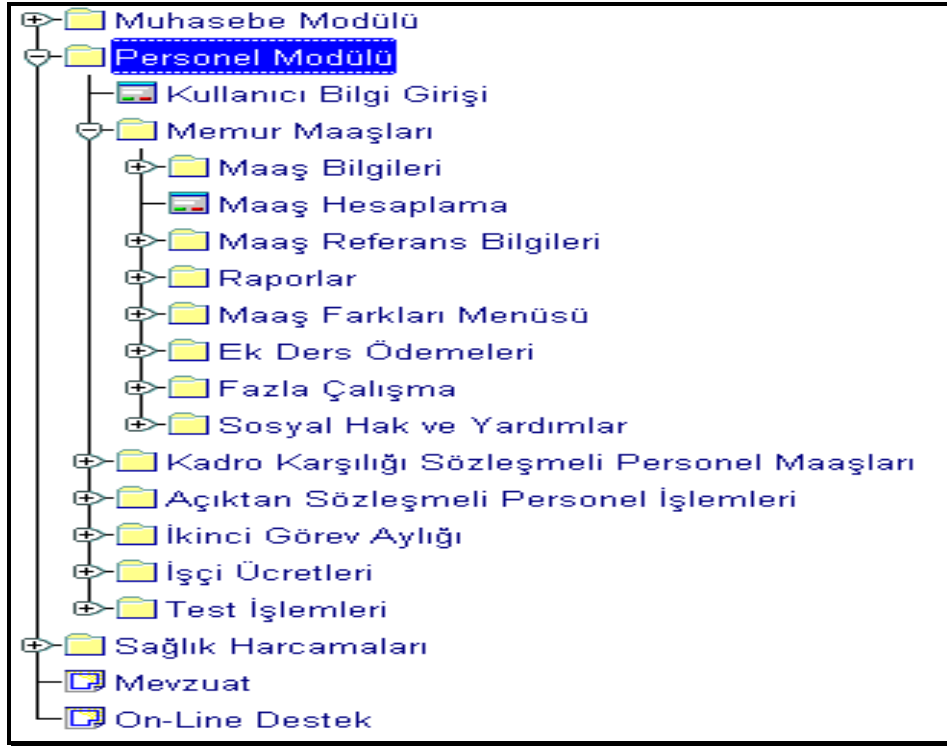 Muhasebe Modülü
Personel Modülü
Kullanıcı Bilgi Girişi
Memur Maaşları
Maaş Bilgileri
Maaş Hesaplama
Maaş Referans Bilgileri
Raporlar
Maaş Farkları Menüsü
Ek Ders Ödemeleri
Fazla Çalışma
Sosyal Hak ve Yardımlar
Kadro Karşılığı Sözleşmeli Personel Maaşları
Açıktan Sözleşmeli Personel İşlemleri
İkinci Görev Aylığı
İşçi Ücretleri
Test İşlemleri
Sağlık Harcamaları
Mevzuat
On-Line Destek